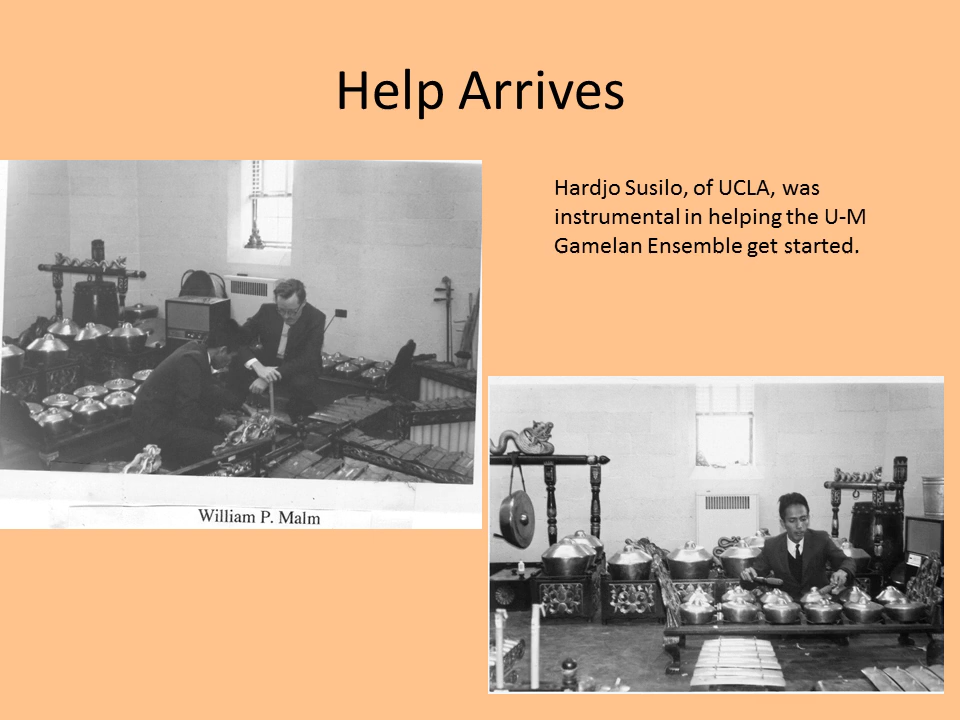 Help Arrives
Hardjo Susilo, of UCLA, was
instrumental in helping the U-M
Gamelan Ensemble get started.
William P. Malm